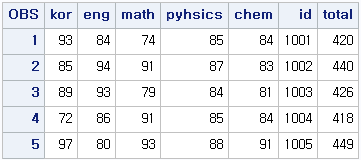 OBS kor eng math pyhsics chem id total
1 93 84 74 85 84 1001 420
2 85 94 91 87 83 1002 440
3 89 93 79 84 81 1003 426
4 72 86 91 85 84 1004 418
5 97 80 93 88 91 1005 449